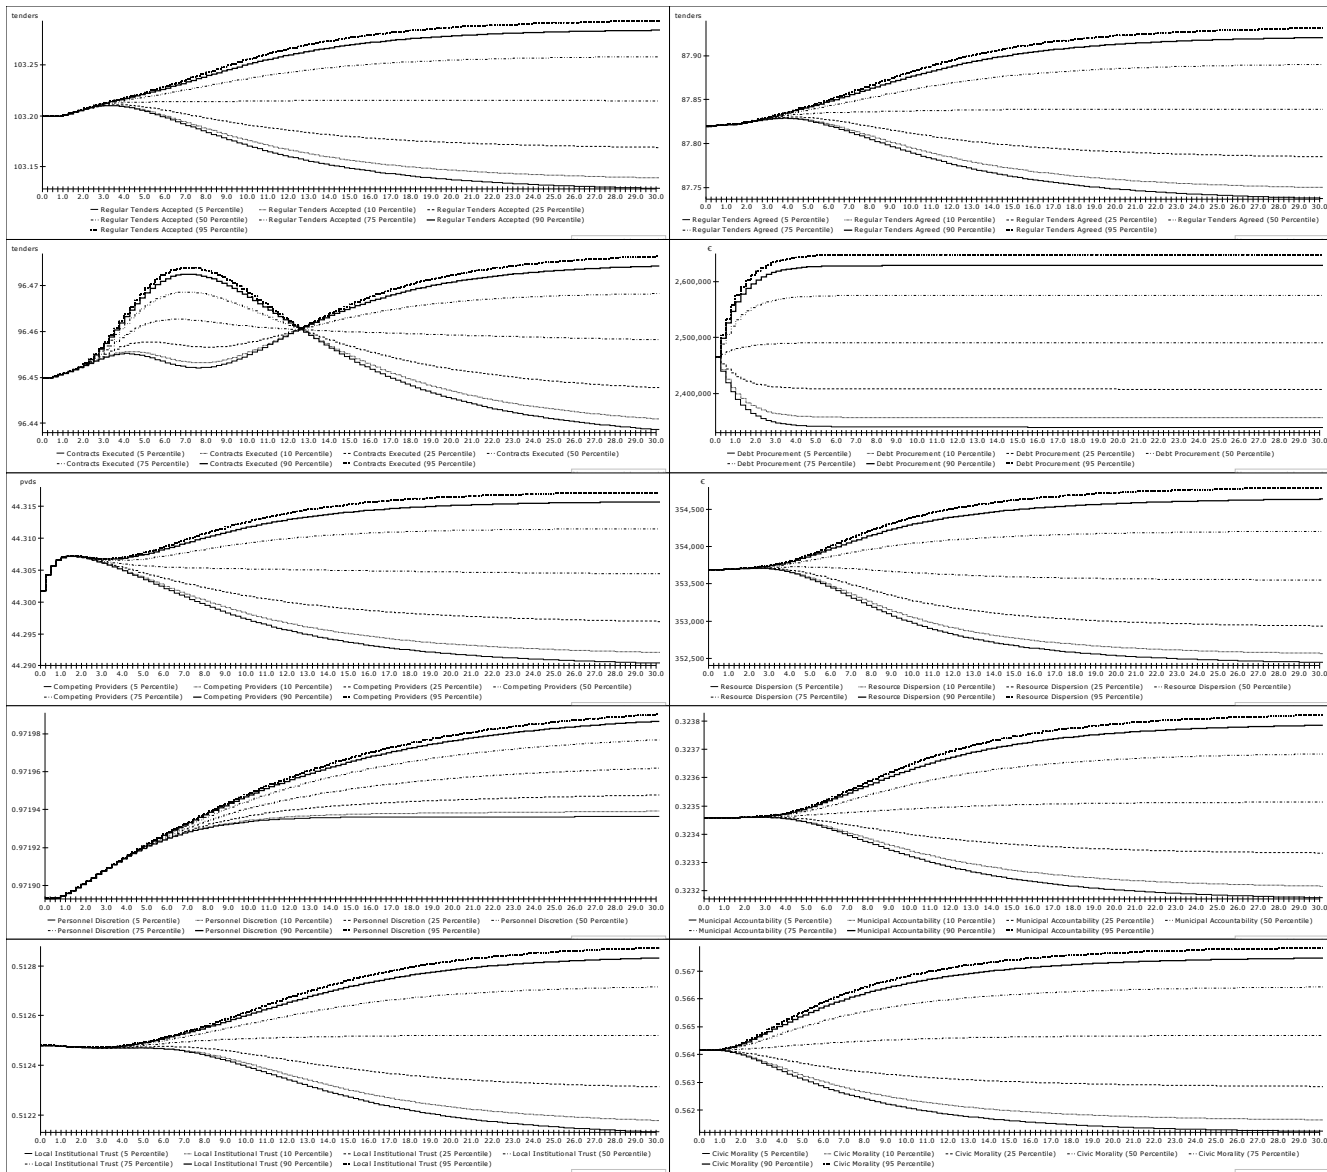 tenders
103.25
103.20
103.15
0.0 1.0 2.0 3.0 4.0 5.0 6.0 7.0 8.0 9.0 10.0 11.0 12.0 13.0 14.0 15.0 16.0 17.0 18.0 19.0 20.0 21.0 22.0 23.0 24.0 25.0 26.0 27.0 28.0 29.0 30.0
Regular Tenders Accepted (5 Percentile) Regular Tenders Accepted (10 Percentile) Regular Tenders Accepted (25 Percentile)
Regular Tenders Accepted (50 Percentile) Regular Tenders Accepted (75 Percentile) Regular Tenders Accepted (90 Percentile)
Regular Tenders Accepted (95 Percentile)
tenders
87.90
87.85
87.80
87.75
0.0 1.0 2.0 3.0 4.0 5.0 6.0 7.0 8.0 9.0 10.0 11.0 12.0 13.0 14.0 15.0 16.0 17.0 18.0 19.0 20.0 21.0 22.0 23.0 24.0 25.0 26.0 27.0 28.0 29.0 30.0
Regular Tenders Agreed (5 Percentile) Regular Tenders Agreed (10 Percentile) Regular Tenders Agreed (25 Percentile) Regular Tenders Agreed (50 Percentile)
Regular Tenders Agreed (75 Percentile) Regular Tenders Agreed (90 Percentile) Regular Tenders Agreed (95 Percentile)
tenders
96.47
96.46
96.45
96.44
0.0 1.0 2.0 3.0 4.0 5.0 6.0 7.0 8.0 9.0 10.0 11.0 12.0 13.0 14.0 15.0 16.0 17.0 18.0 19.0 20.0 21.0 22.0 23.0 24.0 25.0 26.0 27.0 28.0 29.0 30.0
Contracts Executed (5 Percentile) Contracts Executed (10 Percentile) Contracts Executed (25 Percentile) Contracts Executed (50 Percentile)
Contracts Executed (75 Percentile) Contracts Executed (90 Percentile) Contracts Executed (95 Percentile)
€
2,600,000
2,500,000
2,400,000
0.0 1.0 2.0 3.0 4.0 5.0 6.0 7.0 8.0 9.0 10.0 11.0 12.0 13.0 14.0 15.0 16.0 17.0 18.0 19.0 20.0 21.0 22.0 23.0 24.0 25.0 26.0 27.0 28.0 29.0 30.0
Debt Procurement (5 Percentile) Debt Procurement (10 Percentile) Debt Procurement (25 Percentile) Debt Procurement (50 Percentile)
Debt Procurement (75 Percentile) Debt Procurement (90 Percentile) Debt Procurement (95 Percentile)
pvds
44.315
44.310
44.305
44.300
44.295
44.290
0.0 1.0 2.0 3.0 4.0 5.0 6.0 7.0 8.0 9.0 10.0 11.0 12.0 13.0 14.0 15.0 16.0 17.0 18.0 19.0 20.0 21.0 22.0 23.0 24.0 25.0 26.0 27.0 28.0 29.0 30.0
Competing Providers (5 Percentile) Competing Providers (10 Percentile) Competing Providers (25 Percentile) Competing Providers (50 Percentile)
Competing Providers (75 Percentile) Competing Providers (90 Percentile) Competing Providers (95 Percentile)
€
354,500
354,000
353,500
353,000
352,500
0.0 1.0 2.0 3.0 4.0 5.0 6.0 7.0 8.0 9.0 10.0 11.0 12.0 13.0 14.0 15.0 16.0 17.0 18.0 19.0 20.0 21.0 22.0 23.0 24.0 25.0 26.0 27.0 28.0 29.0 30.0
Resource Dispersion (5 Percentile) Resource Dispersion (10 Percentile) Resource Dispersion (25 Percentile) Resource Dispersion (50 Percentile)
Resource Dispersion (75 Percentile) Resource Dispersion (90 Percentile) Resource Dispersion (95 Percentile)
0.97198
0.97196
0.97194
0.97192
0.97190
0.0 1.0 2.0 3.0 4.0 5.0 6.0 7.0 8.0 9.0 10.0 11.0 12.0 13.0 14.0 15.0 16.0 17.0 18.0 19.0 20.0 21.0 22.0 23.0 24.0 25.0 26.0 27.0 28.0 29.0 30.0
Personnel Discretion (5 Percentile) Personnel Discretion (10 Percentile) Personnel Discretion (25 Percentile) Personnel Discretion (50 Percentile)
Personnel Discretion (75 Percentile) Personnel Discretion (90 Percentile) Personnel Discretion (95 Percentile)
0.3238
0.3237
0.3236
0.3235
0.3234
0.3233
0.3232
0.0 1.0 2.0 3.0 4.0 5.0 6.0 7.0 8.0 9.0 10.0 11.0 12.0 13.0 14.0 15.0 16.0 17.0 18.0 19.0 20.0 21.0 22.0 23.0 24.0 25.0 26.0 27.0 28.0 29.0 30.0
Municipal Accountability (5 Percentile) Municipal Accountability (10 Percentile) Municipal Accountability (25 Percentile) Municipal Accountability (50 Percentile)
Municipal Accountability (75 Percentile) Municipal Accountability (90 Percentile) Municipal Accountability (95 Percentile)
0.5128
0.5126
0.5124
0.5122
0.0 1.0 2.0 3.0 4.0 5.0 6.0 7.0 8.0 9.0 10.0 11.0 12.0 13.0 14.0 15.0 16.0 17.0 18.0 19.0 20.0 21.0 22.0 23.0 24.0 25.0 26.0 27.0 28.0 29.0 30.0
Local Institutional Trust (5 Percentile) Local Institutional Trust (10 Percentile) Local Institutional Trust (25 Percentile) Local Institutional Trust (50 Percentile)
Local Institutional Trust (75 Percentile) Local Institutional Trust (90 Percentile) Local Institutional Trust (95 Percentile)
0.567
0.566
0.565
0.564
0.563
0.562
0.0 1.0 2.0 3.0 4.0 5.0 6.0 7.0 8.0 9.0 10.0 11.0 12.0 13.0 14.0 15.0 16.0 17.0 18.0 19.0 20.0 21.0 22.0 23.0 24.0 25.0 26.0 27.0 28.0 29.0 30.0
Civic Morality (5 Percentile) Civic Morality (10 Percentile) Civic Morality (25 Percentile) Civic Morality (50 Percentile) Civic Morality (75 Percentile)
Civic Morality (90 Percentile) Civic Morality (95 Percentile)